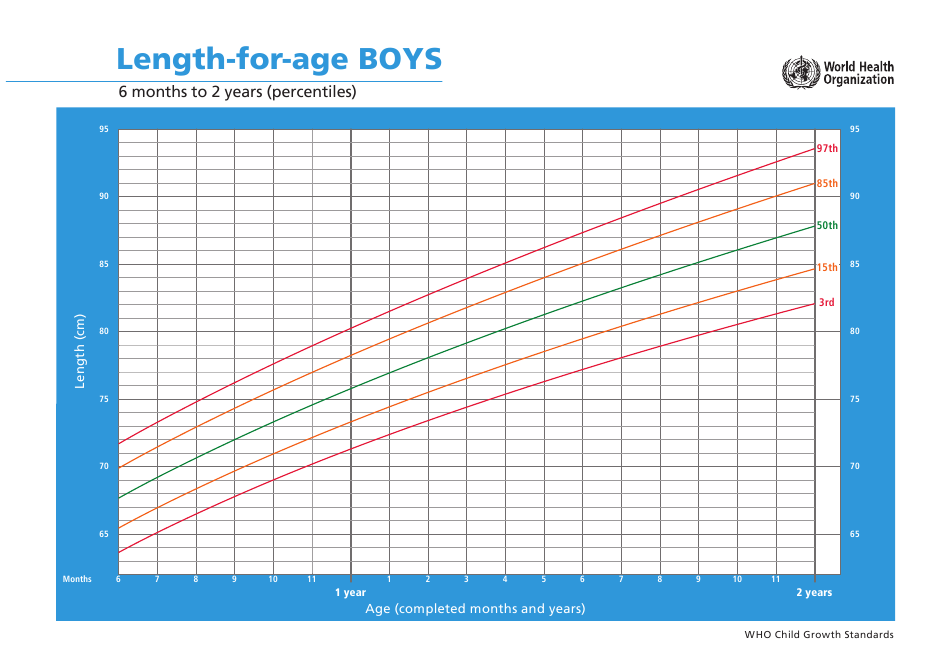 Length-for-age BOYS
6 months to 2 years (percentiles)
World Health
Organization
95 95
97th
85th
90 90
50th
85 15th 85
3rd
80 80
Length (cm)
75 75
70 70
65 65
Months 6 7 8 9 10 11 1 2 3 4 5 6 7 8 9 10 11
1 year 2 years
Age (completed months and years)
WHO Child Growth Standards